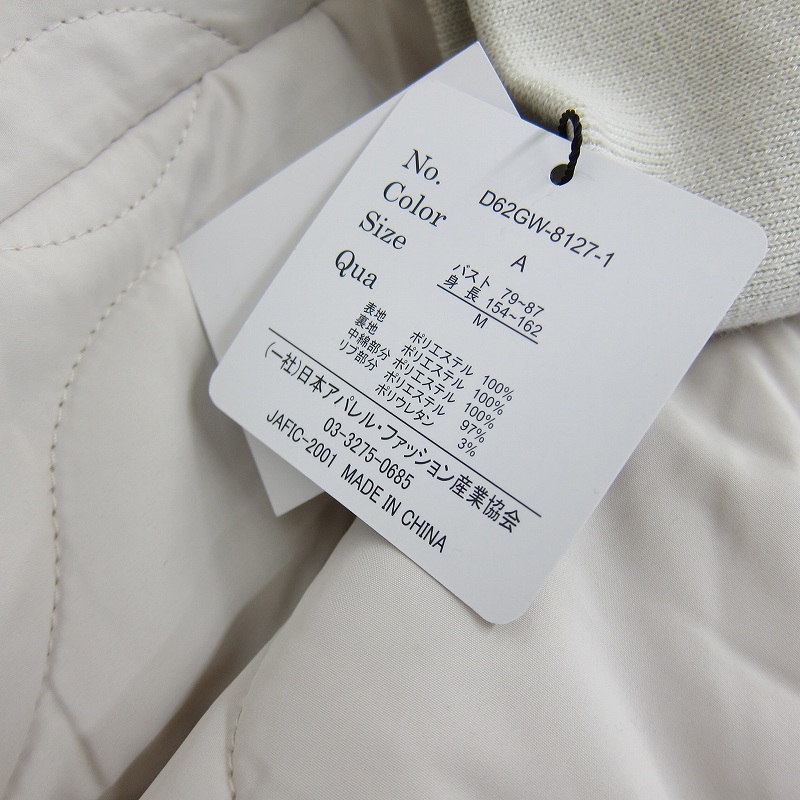 No. D62GW-8127-1
Color A
Size バスト 79~87
身長 154~162
M
Qua
表地 ポリエステル 100%
裏地 ポリエステル 100%
中綿部分 ポリエステル 100%
リブ部分 ポリエステル 97%
ポリウレタン 3%
(一社)日本アパレル・ファッション産業協会
03-3275-0685
JAFIC-2001 MADE IN CHINA